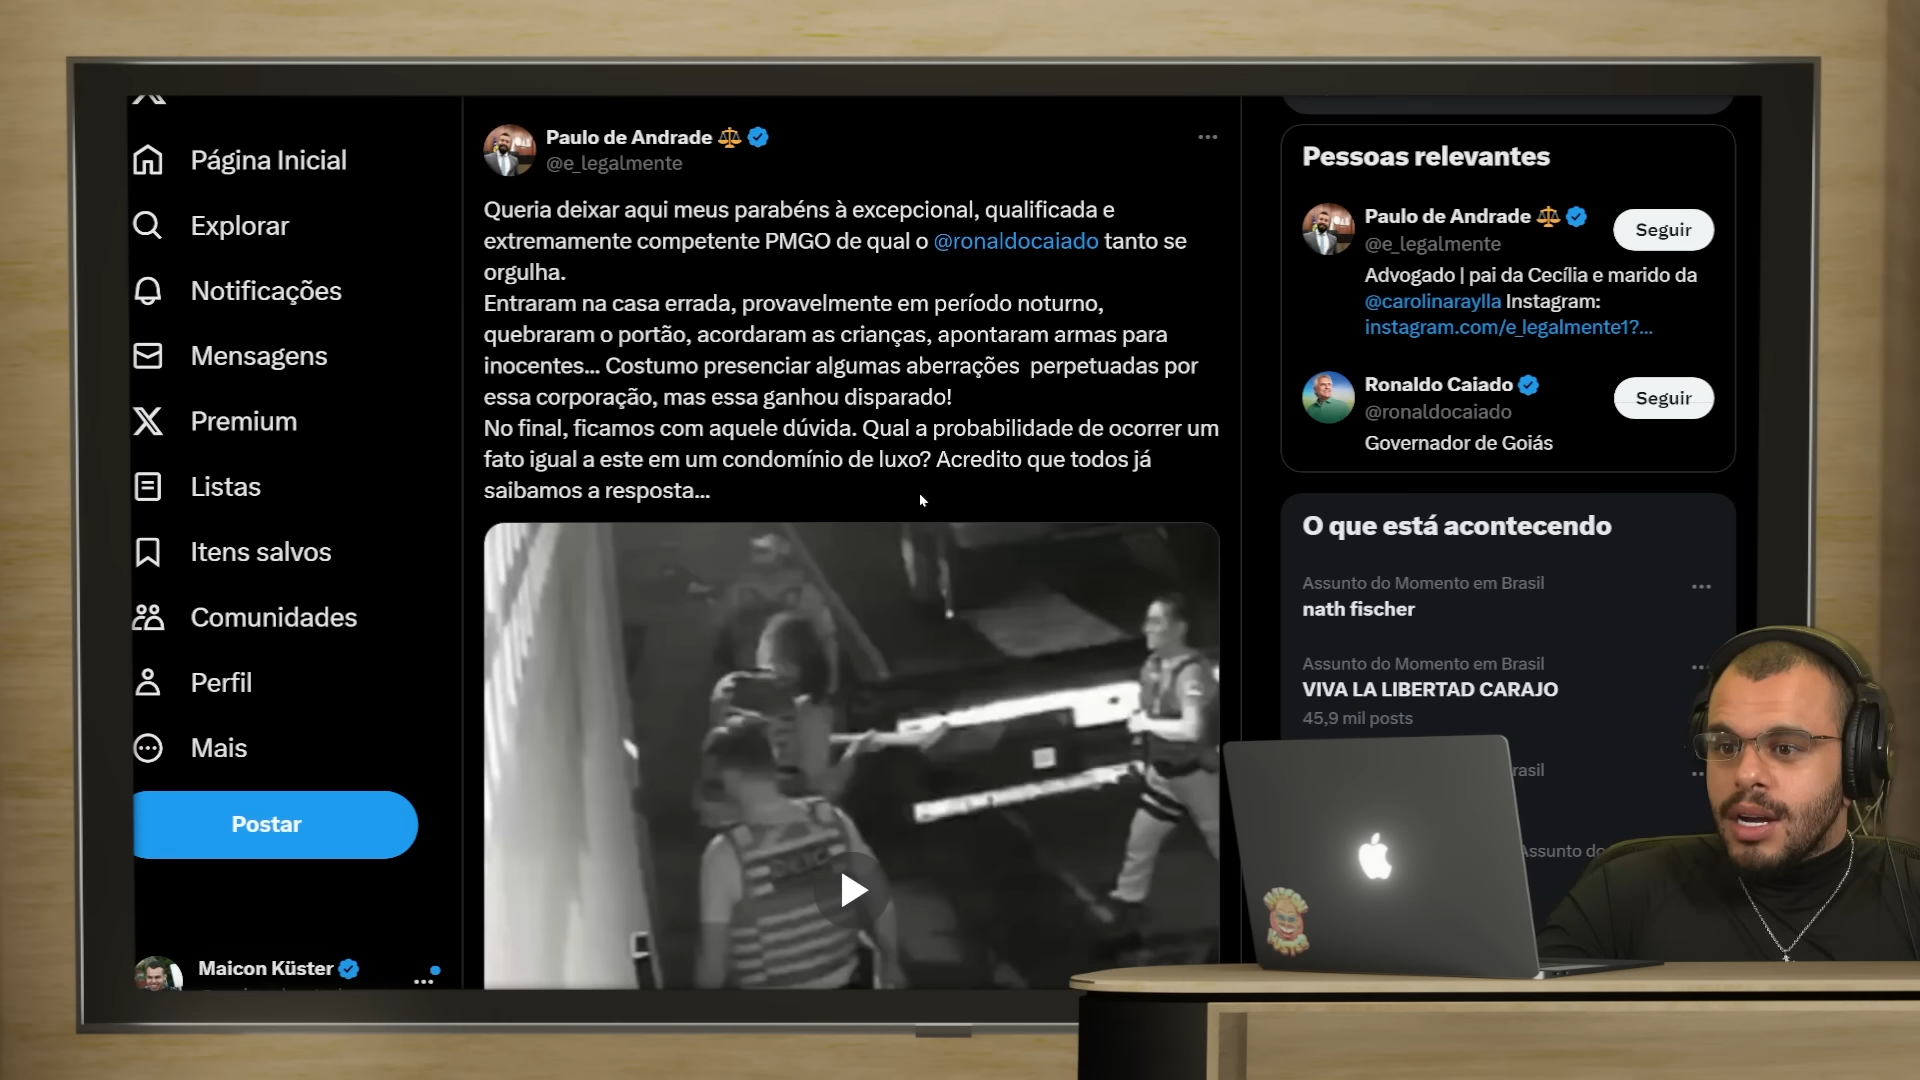 Página Inicial
Explorar
Notificações
Mensagens
Premium
Listas
Itens salvos
Comunidades
Perfil
Mais
Postar
Maicon Küster
Paulo de Andrade
@e_legalmente
Queria deixar aqui meus parabéns à excepcional, qualificada e
extremamente competente PMGO de qual o @ronaldocaiado tanto se
orgulha.
Entraram na casa errada, provavelmente em período noturno,
quebraram o portão, acordaram as crianças, apontaram armas para
inocentes... Costumo presenciar algumas aberrações perpetuadas por
essa corporação, mas essa ganhou disparado!
No final, ficamos com aquele dúvida. Qual a probabilidade de ocorrer um
fato igual a este em um condomínio de luxo? Acredito que todos já
saibamos a resposta...
Pessoas relevantes
Paulo de Andrade
@e_legalmente
Seguir
Advogado | pai da Cecília e marido da
@carolinaraylla Instagram:
instagram.com/e_legalmente1?...
Ronaldo Caiado
@ronaldocaiado
Seguir
Governador de Goiás
O que está acontecendo
Assunto do Momento em Brasil
nath fischer
Assunto do Momento em Brasil
VIVA LA LIBERTAD CARAJO
45,9 mil posts
rasil
Assunto do